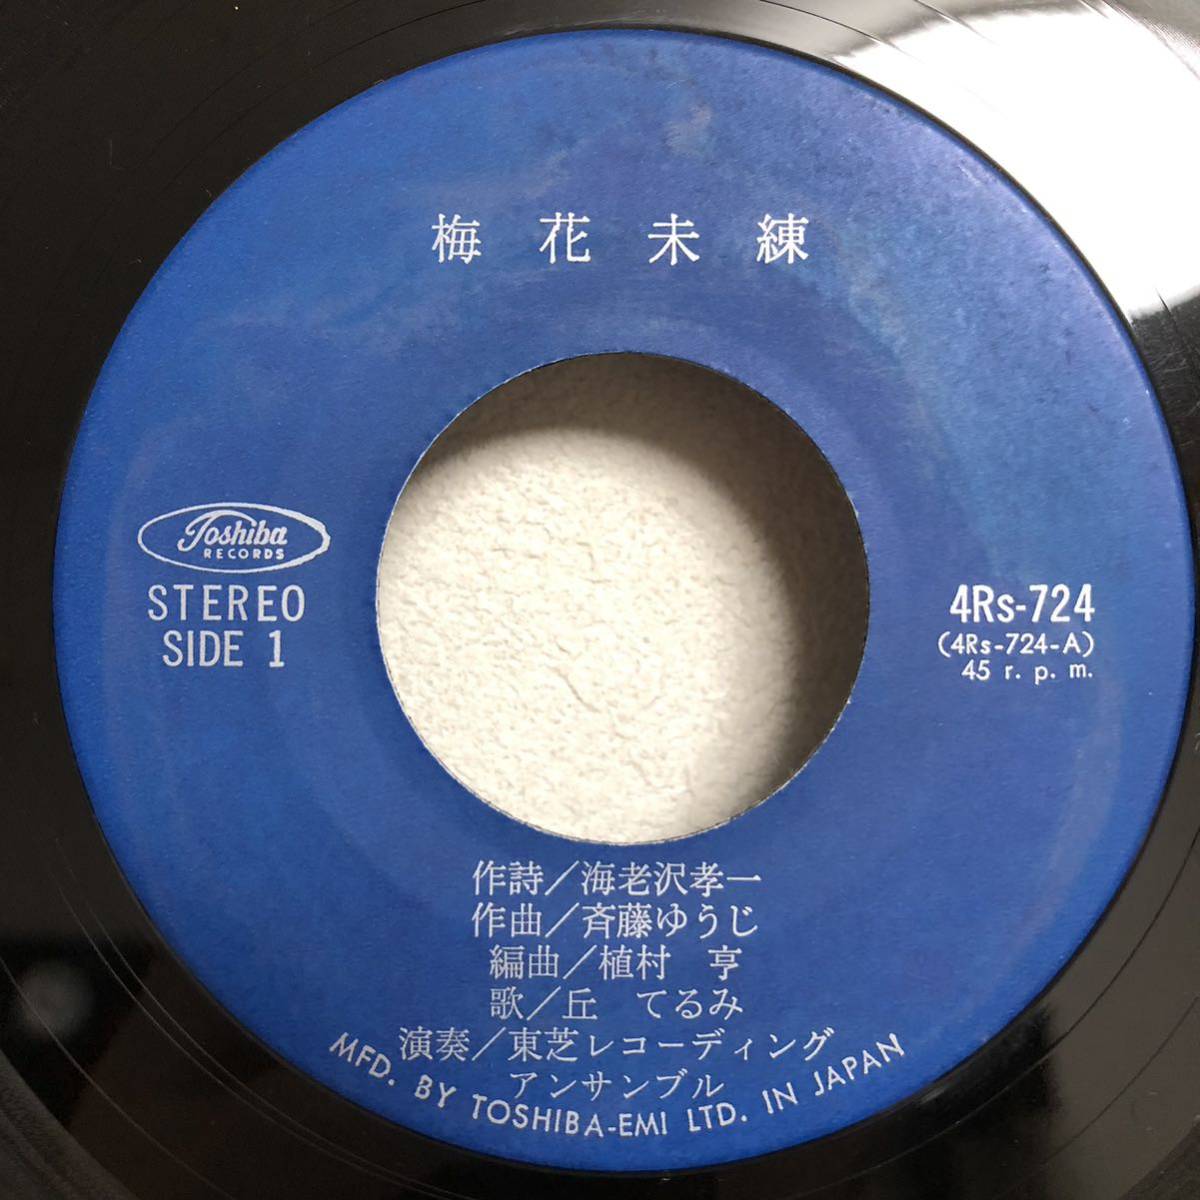 梅花未練
Toshiba
RECORDS
STEREO
SIDE 1
4Rs-724
(4Rs-724-A)
45 r. p. m.
作詩／海老沢孝一
作曲／斉藤ゆうじ
編曲／植村　亨
歌／丘　てるみ
演奏／東芝レコーディング
アンサンブル
MFD. BY TOSHIBA-EMI LTD. IN JAPAN